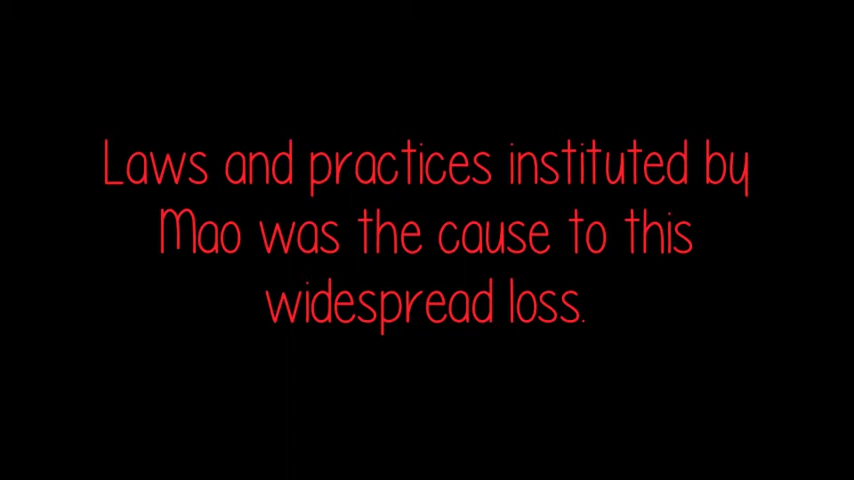 Laws and practices instituted by
Mao was the cause to this
widespread loss.